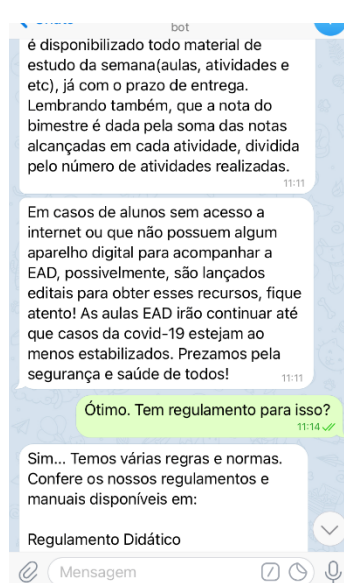 bot
é disponibilizado todo material de
estudo da semana(aulas, atividades e
etc), já com o prazo de entrega.
Lembrando também, que a nota do
bimestre é dada pela soma das notas
alcançadas em cada atividade, dividida
pelo número de atividades realizadas.
11:11
Em casos de alunos sem acesso a
internet ou que não possuem algum
aparelho digital para acompanhar a
EAD, possivelmente, são lançados
editais para obter esses recursos, fique
atento! As aulas EAD irão continuar até
que casos da covid-19 estejam ao
menos estabilizados. Prezamos pela
segurança e saúde de todos!
11:11
Ótimo. Tem regulamento para isso?
11:14
Sim... Temos várias regras e normas.
Confere os nossos regulamentos e
manuais disponíveis em:
Regulamento Didático
Mensagem